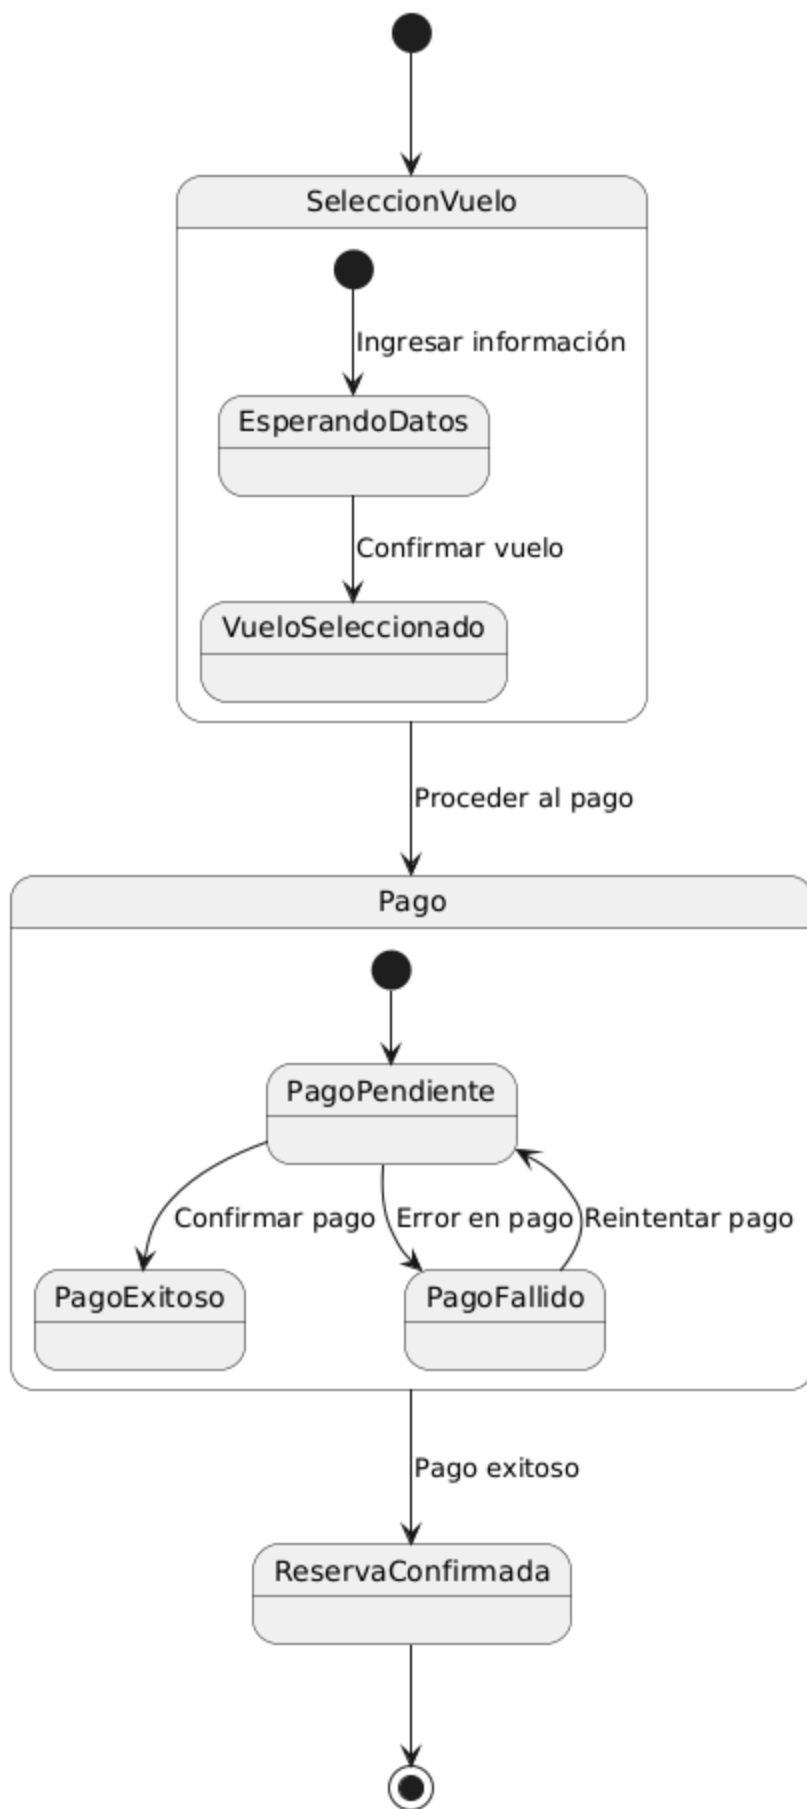 SeleccionVuelo
Ingresar información
EsperandoDatos
Confirmar vuelo
VueloSeleccionado
Proceder al pago
Pago
PagoPendiente
Confirmar pago
Error en pago
Reintentar pago
PagoExitoso
PagoFallido
Pago exitoso
ReservaConfirmada